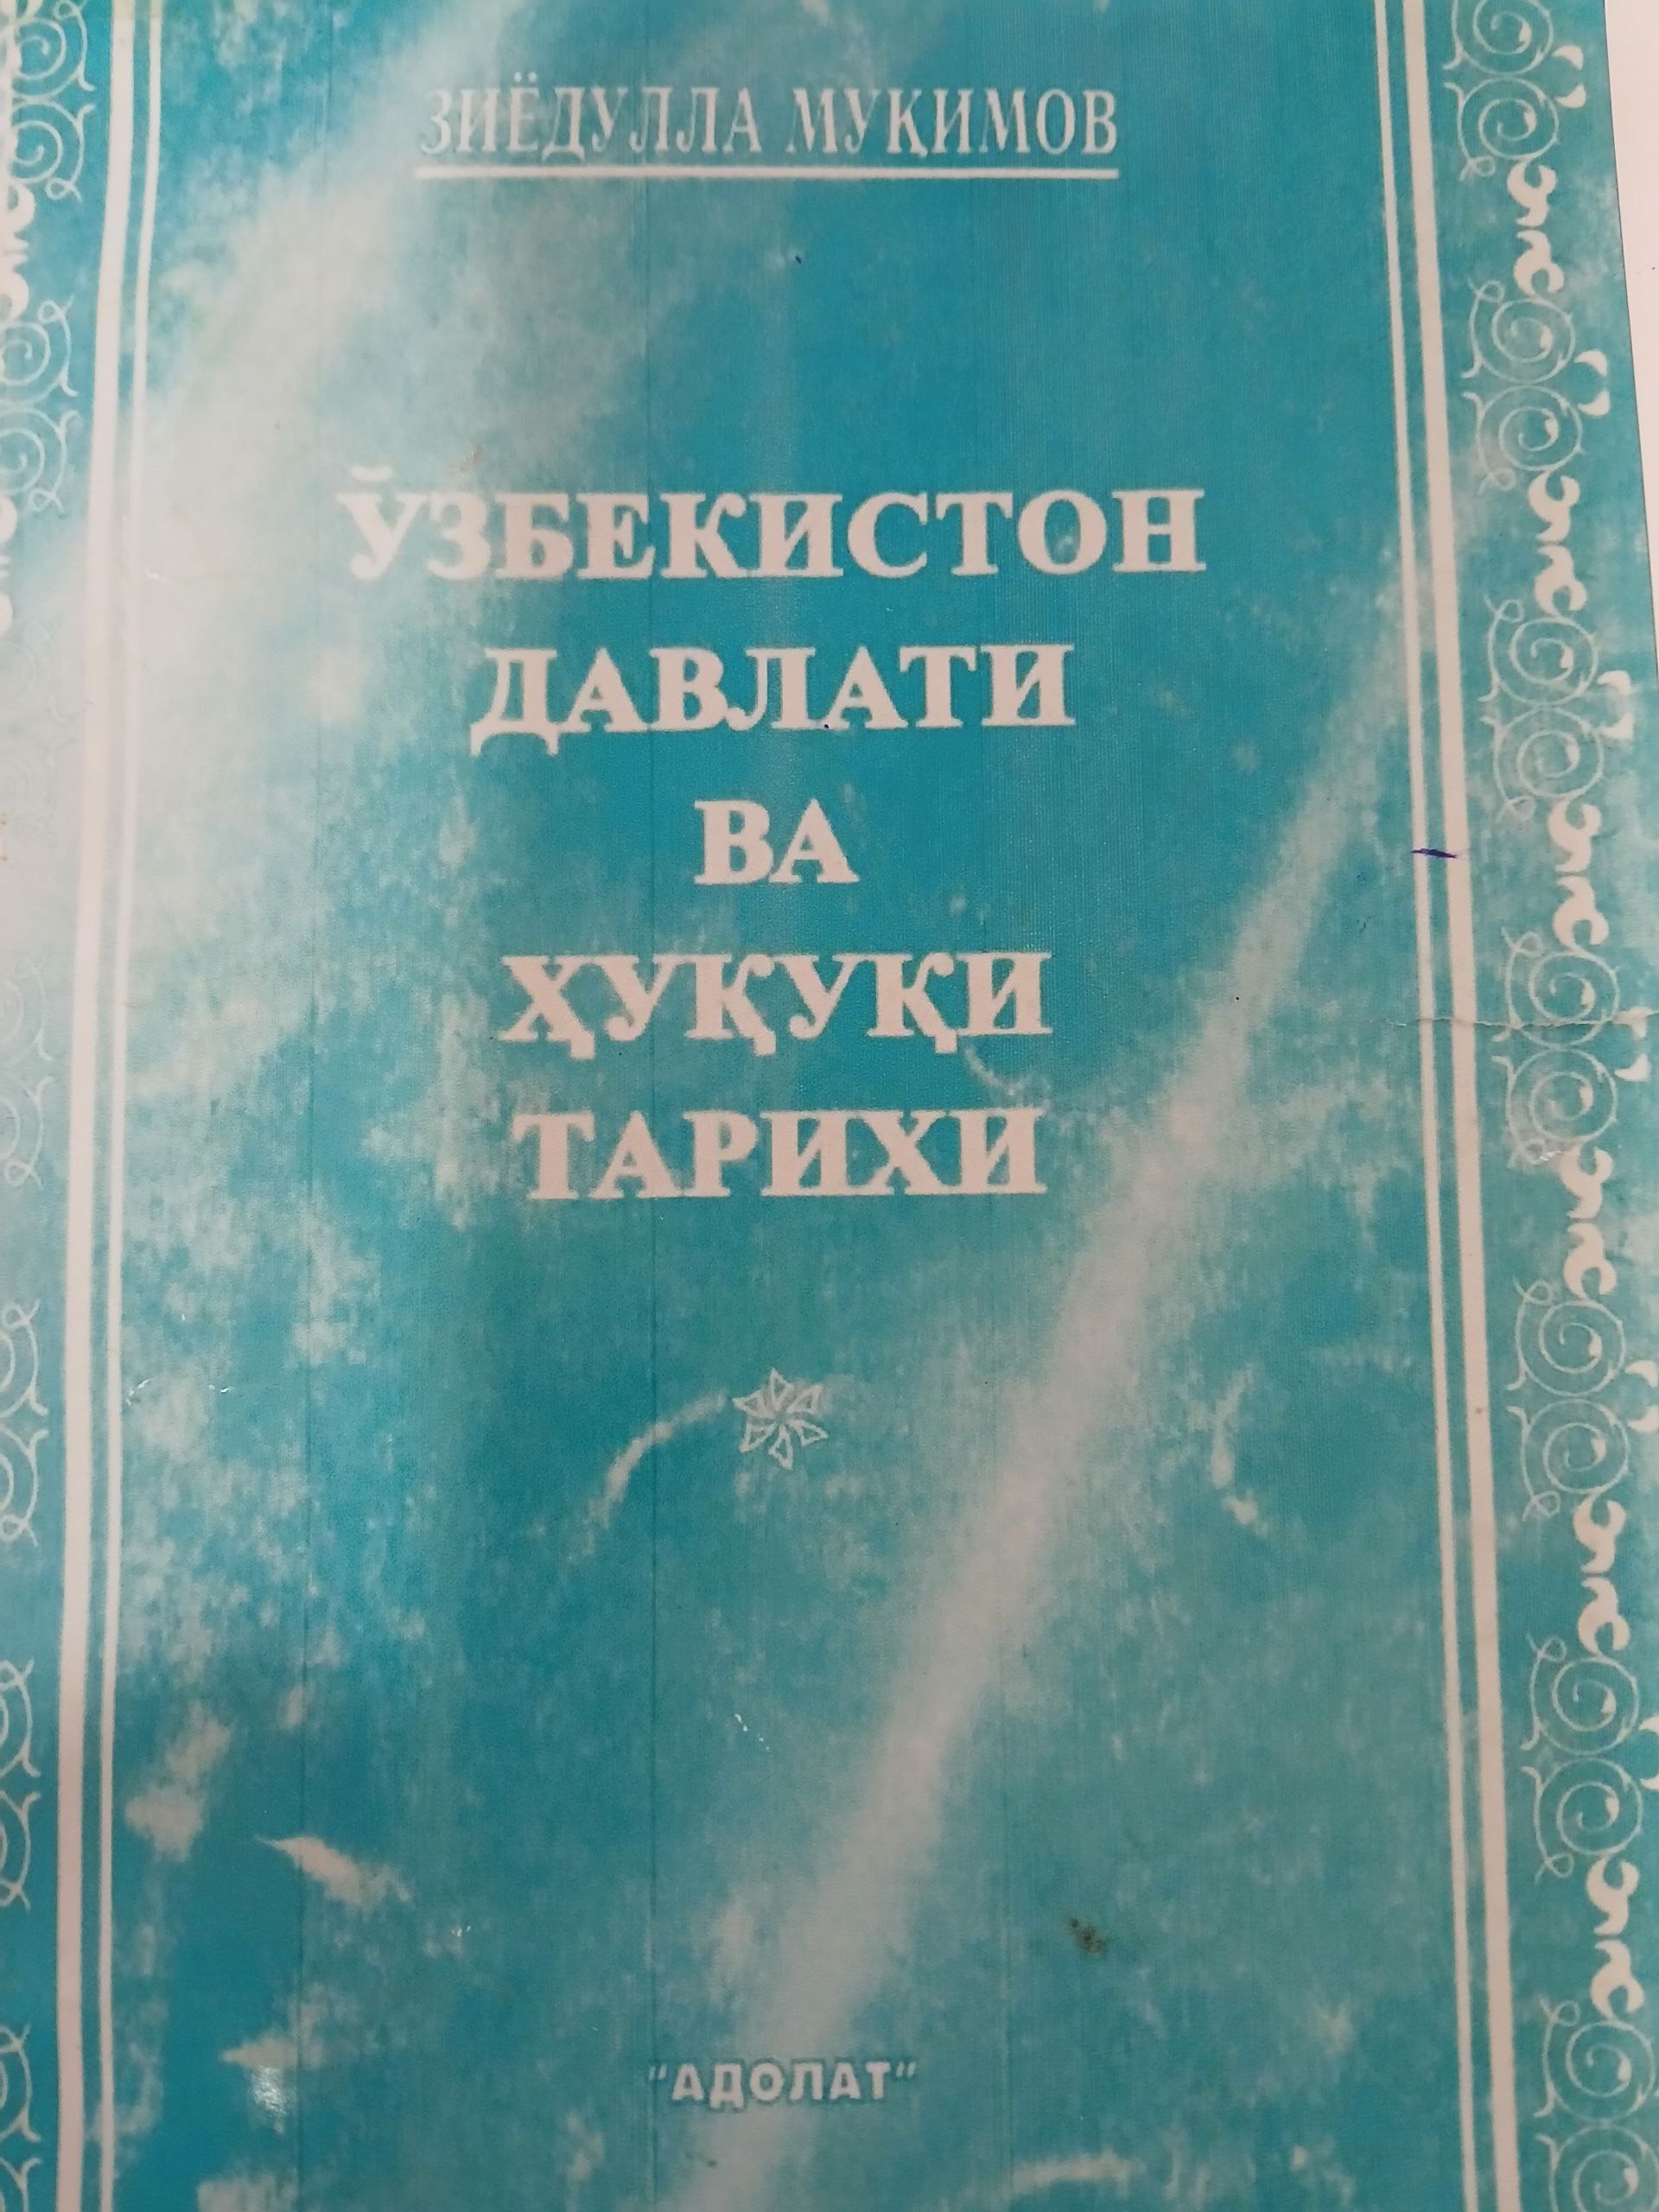 ЗИЁДУЛЛА МУҚИМОВ
ЎЗБЕКИСТОН
ДАВЛАТИ
ВА
ҲУҚУҚИ
ТАРИХИ
"АДОЛАТ"